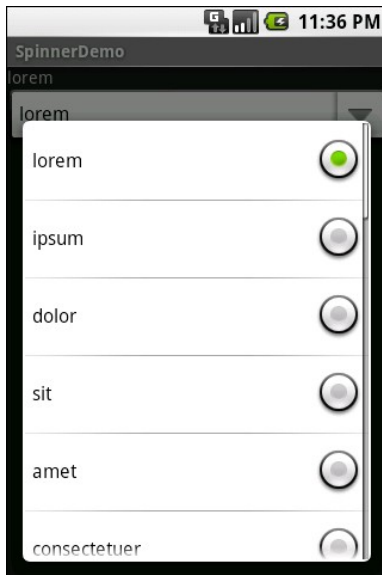 11:36 PM
SpinnerDemo
lorem
lorem
lorem
ipsum
dolor
sit
amet
consectetuer